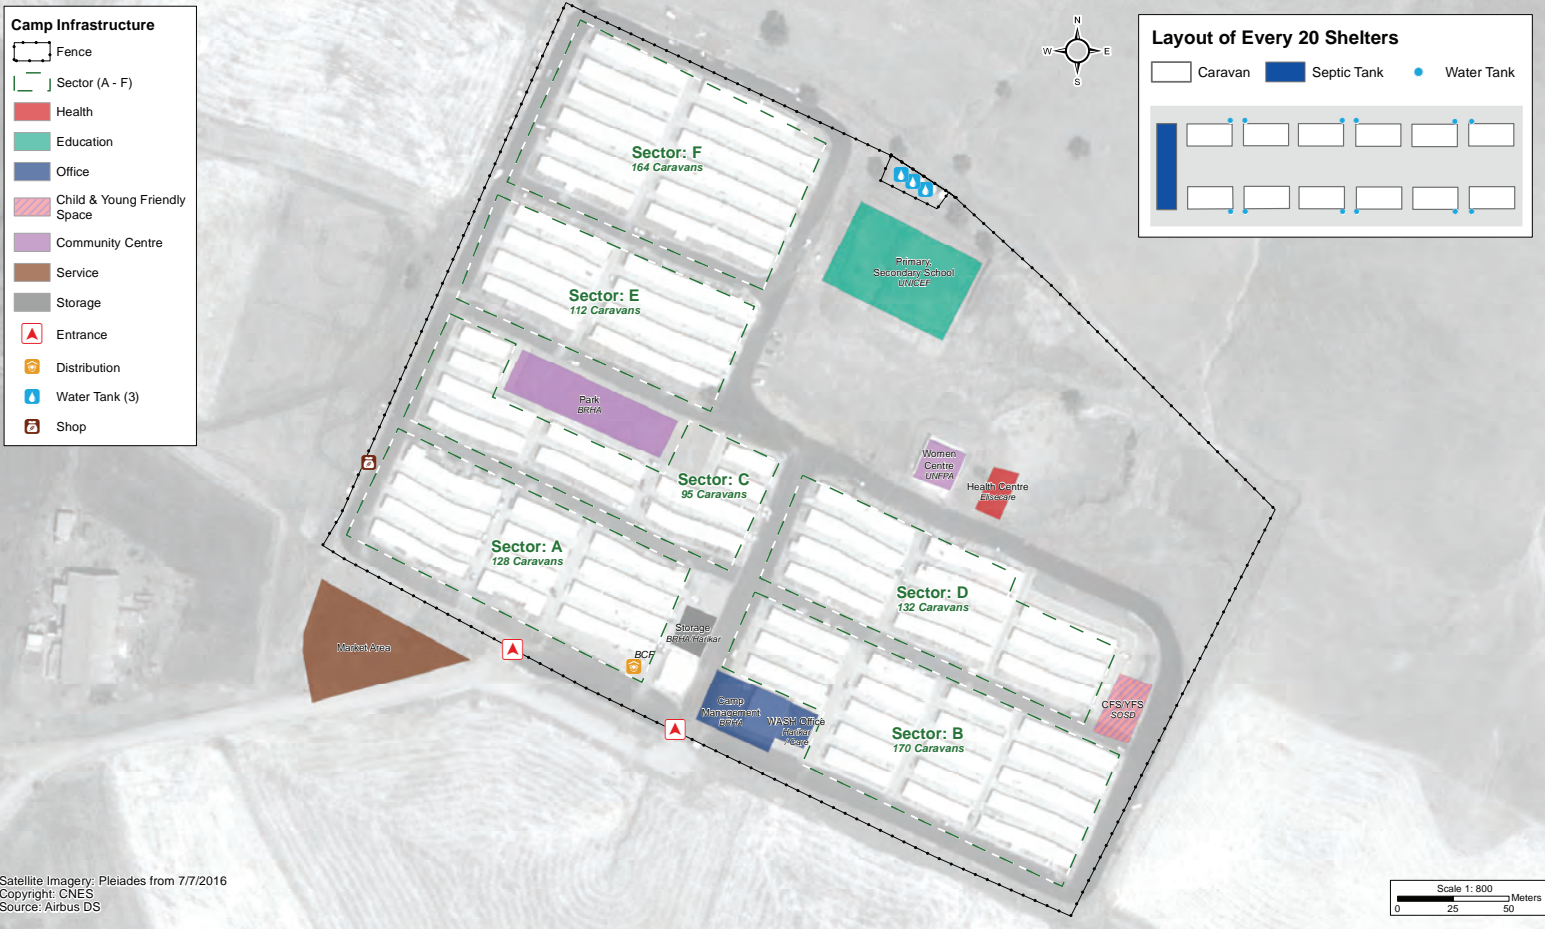 Camp Infrastructure
Fence
Sector (A - F)
Health
Education
Office
Child & Young Friendly
Space
Community Centre
Service
Storage
Entrance
Distribution
Water Tank (3)
Shop
N
W
E
S
Layout of Every 20 Shelters
Caravan
Septic Tank
Water Tank
Sector: F
164 Caravans
Primary,
Secondary School
UNICEF
Sector: E
112 Caravans
Park
BRHA
Women
Centre
UNFPA
Health Centre
Elisecare
Sector: C
95 Caravans
Sector: A
128 Caravans
Sector: D
132 Caravans
Storage
BRHA/Harikar
BCF
Market Area
Camp
Management
BRHA
WASH Office
Harikar
CFS/YFS
SOSD
Sector: B
170 Caravans
Satellite Imagery: Pleiades from 7/7/2016
Copyright: CNES
Source: Airbus DS
Scale 1: 800
Meters
0 25 50